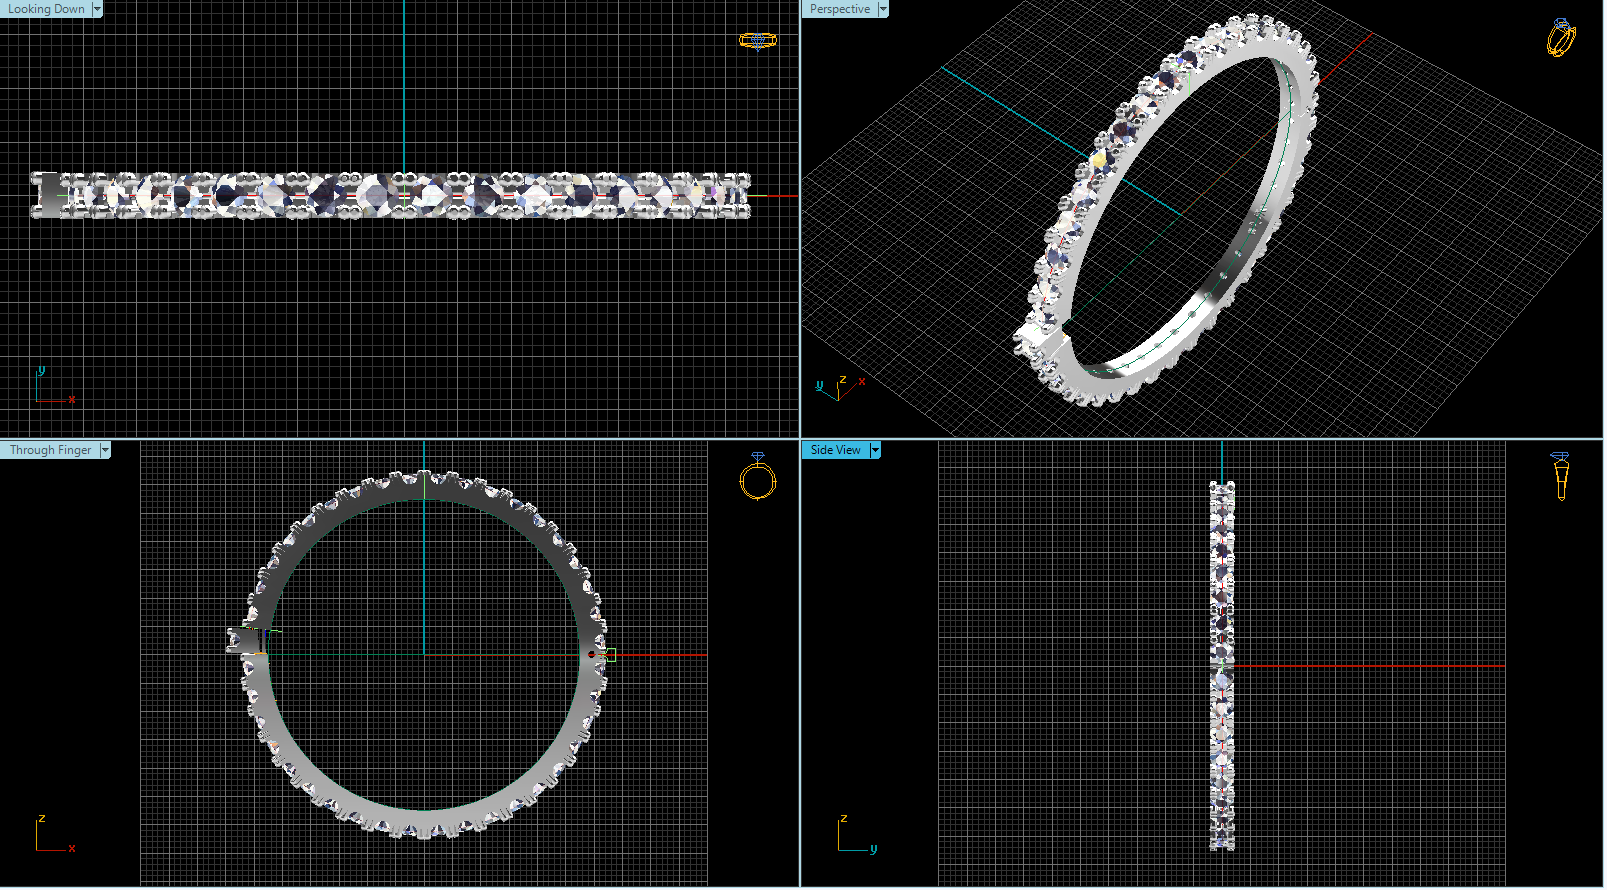 Looking Down
Perspective
y
x
y
z
x
Through Finger
Side View
z
x
z
y